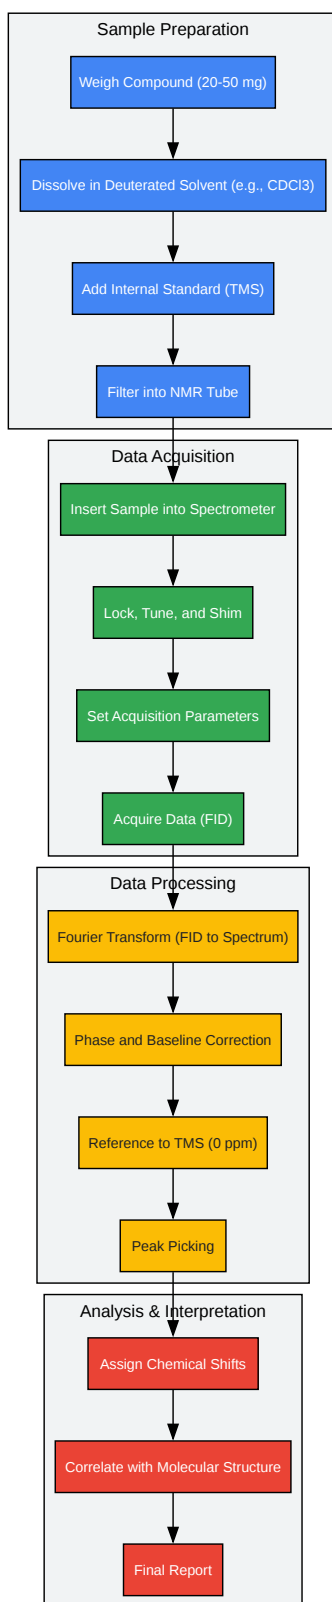 Sample Preparation
Weigh Compound (20-50 mg)
Dissolve in Deuterated Solvent (e.g., CDCl3)
Add Internal Standard (TMS)
Filter into NMR Tube
Data Acquisition
Insert Sample into Spectrometer
Lock, Tune, and Shim
Set Acquisition Parameters
Acquire Data (FID)
Data Processing
Fourier Transform (FID to Spectrum)
Phase and Baseline Correction
Reference to TMS (0 ppm)
Peak Picking
Analysis & Interpretation
Assign Chemical Shifts
Correlate with Molecular Structure
Final Report